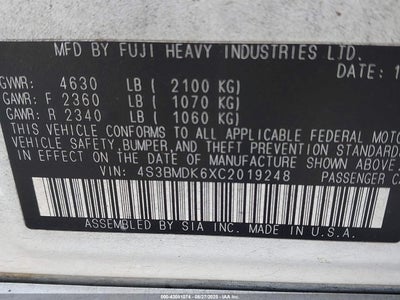 MFD BY FUJI HEAVY INDUSTRIES LTD.
DATE: 1
GVWR: 4630 LB ( 2100 KG)
GAWR: F 2360 LB ( 1070 KG)
GAWR: R 2340 LB ( 1060 KG)
THIS VEHICLE CONFORMS TO ALL APPLICABLE FEDERAL MOTO
VEHICLE SAFETY, BUMPER, AND THEFT PREVENTION STANDARDS
IN EFFECT ON THE DATE OF MANUFACTURE SHOWN ABOVE.
VIN: 4S3BMDK6XC2019248 PASSENGER CA
ASSEMBLED BY SIA MADE IN U.S.A.